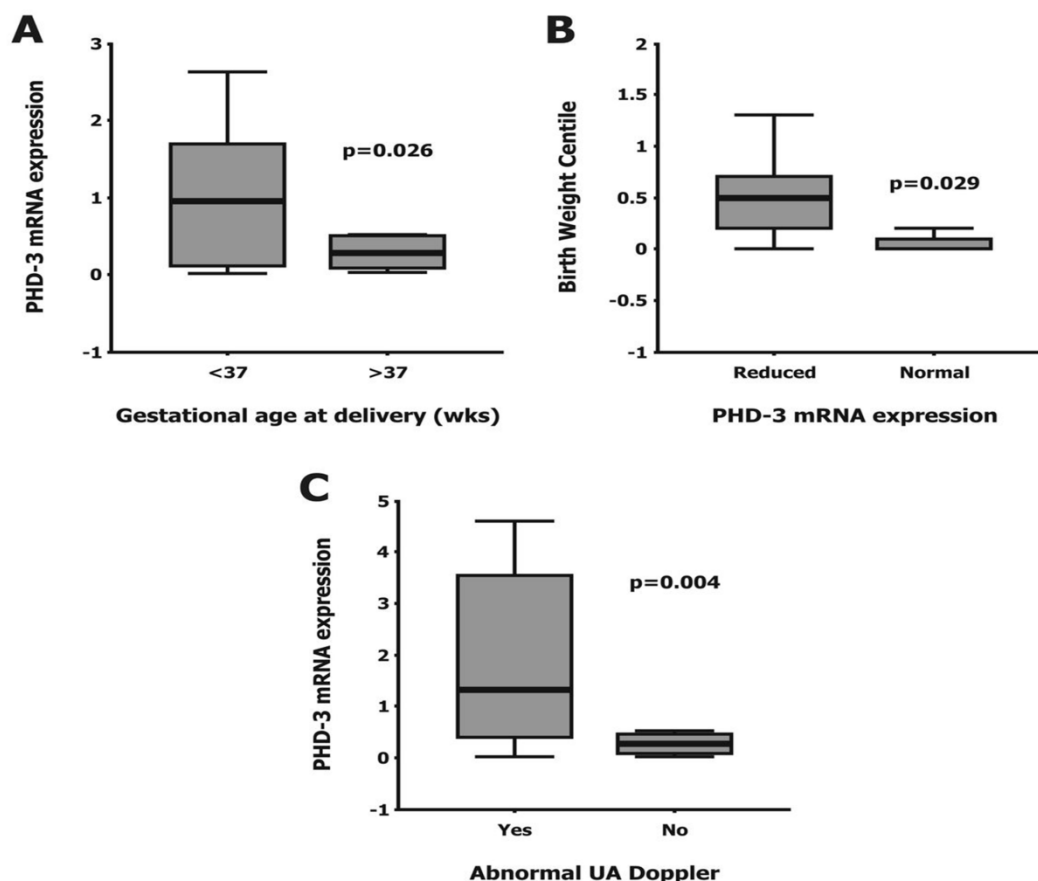 A
PHD-3 mRNA expression
3
2
1
0
-1
p=0.026
<37 >37
Gestational age at delivery (wks)
B
Birth Weight Centile
2
1.5
1
0.5
0
-0.5
-1
p=0.029
Reduced Normal
PHD-3 mRNA expression
C
PHD-3 mRNA expression
5
4
3
2
1
0
-1
p=0.004
Yes No
Abnormal UA Doppler